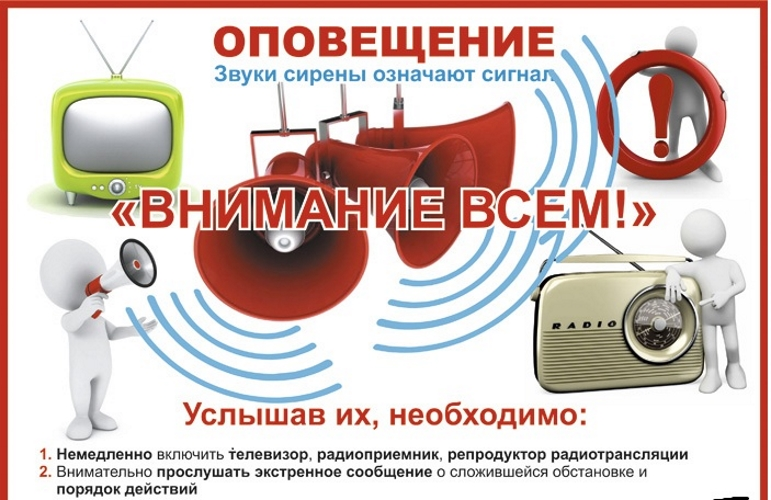 ОПОВЕЩЕНИЕ
Звуки сирены означают сигнал
«ВНИМАНИЕ ВСЕМ!»
RADIO
Услышав их, необходимо:
1. Немедленно включить телевизор, радиоприемник, репродуктор радиотрансляции
2. Внимательно прослушать экстренное сообщение о сложившейся обстановке и
порядок действий